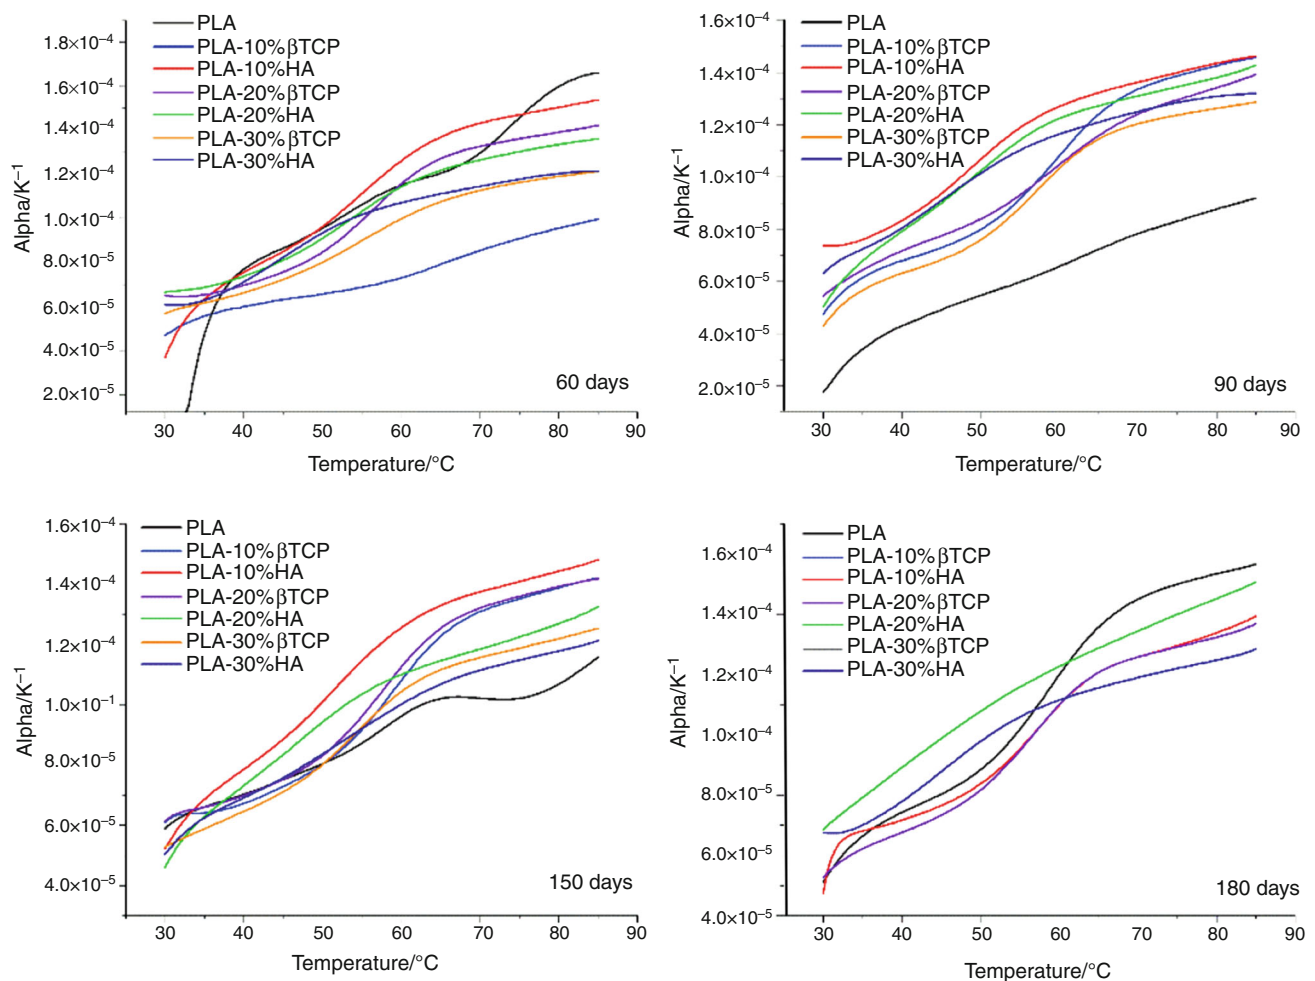 PLA
PLA-10%βTCP
PLA-10%HA
PLA-20%βTCP
PLA-20%HA
PLA-30%βTCP
PLA-30%HA
1.8×10⁻⁴
1.6×10⁻⁴
1.4×10⁻⁴
1.2×10⁻⁴
1.0×10⁻⁴
8.0×10⁻⁵
6.0×10⁻⁵
4.0×10⁻⁵
2.0×10⁻⁵
Alpha/K⁻¹
60 days
30 40 50 60 70 80 90
Temperature/°C
PLA
PLA-10%βTCP
PLA-10%HA
PLA-20%βTCP
PLA-20%HA
PLA-30%βTCP
PLA-30%HA
1.6×10⁻⁴
1.4×10⁻⁴
1.2×10⁻⁴
1.0×10⁻⁴
8.0×10⁻⁵
6.0×10⁻⁵
4.0×10⁻⁵
2.0×10⁻⁵
Alpha/K⁻¹
90 days
30 40 50 60 70 80 90
Temperature/°C
PLA
PLA-10%βTCP
PLA-10%HA
PLA-20%βTCP
PLA-20%HA
PLA-30%βTCP
PLA-30%HA
1.6×10⁻⁴
1.4×10⁻⁴
1.2×10⁻⁴
1.0×10⁻¹
8.0×10⁻⁵
6.0×10⁻⁵
4.0×10⁻⁵
Alpha/K⁻¹
150 days
30 40 50 60 70 80 90
Temperature/°C
PLA
PLA-10%βTCP
PLA-10%HA
PLA-20%βTCP
PLA-20%HA
PLA-30%βTCP
PLA-30%HA
1.6×10⁻⁴
1.4×10⁻⁴
1.2×10⁻⁴
1.0×10⁻⁴
8.0×10⁻⁵
6.0×10⁻⁵
4.0×10⁻⁵
Alpha/K⁻¹
180 days
30 40 50 60 70 80 90
Temperature/°C